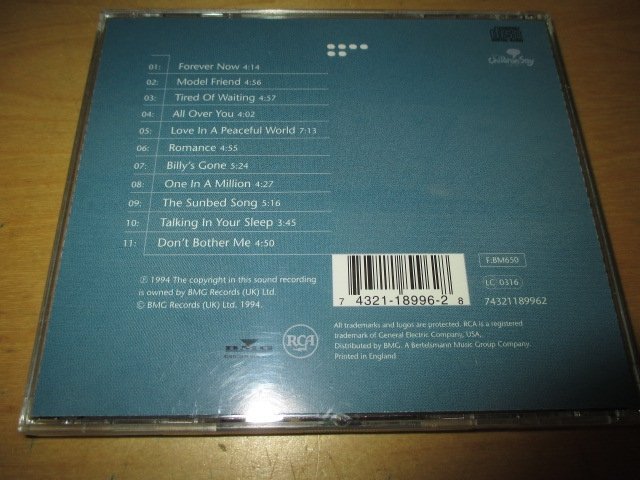 01: Forever Now 4:14
02: Model Friend 4:56
03: Tired Of Waiting 4:57
04: All Over You 4:02
05: Love In A Peaceful World 7:13
06: Romance 4:55
07: Billy's Gone 5:24
08: One In A Million 4:27
09: The Sunbed Song 5:16
10: Talking In Your Sleep 3:45
11: Don't Bother Me 4:50
℗ 1994 The copyright in this sound recording
is owned by BMG Records (UK) Ltd.
© BMG Records (UK) Ltd. 1994.
BMG
RCA
7 43211-18996-2 8
F:BM650
LC 0316
74321189962
All trademarks and logos are protected. RCA is a registered
trademark of General Electric Company, USA.
Distributed by BMG. A Bertelsmann Music Group Company.
Printed in England